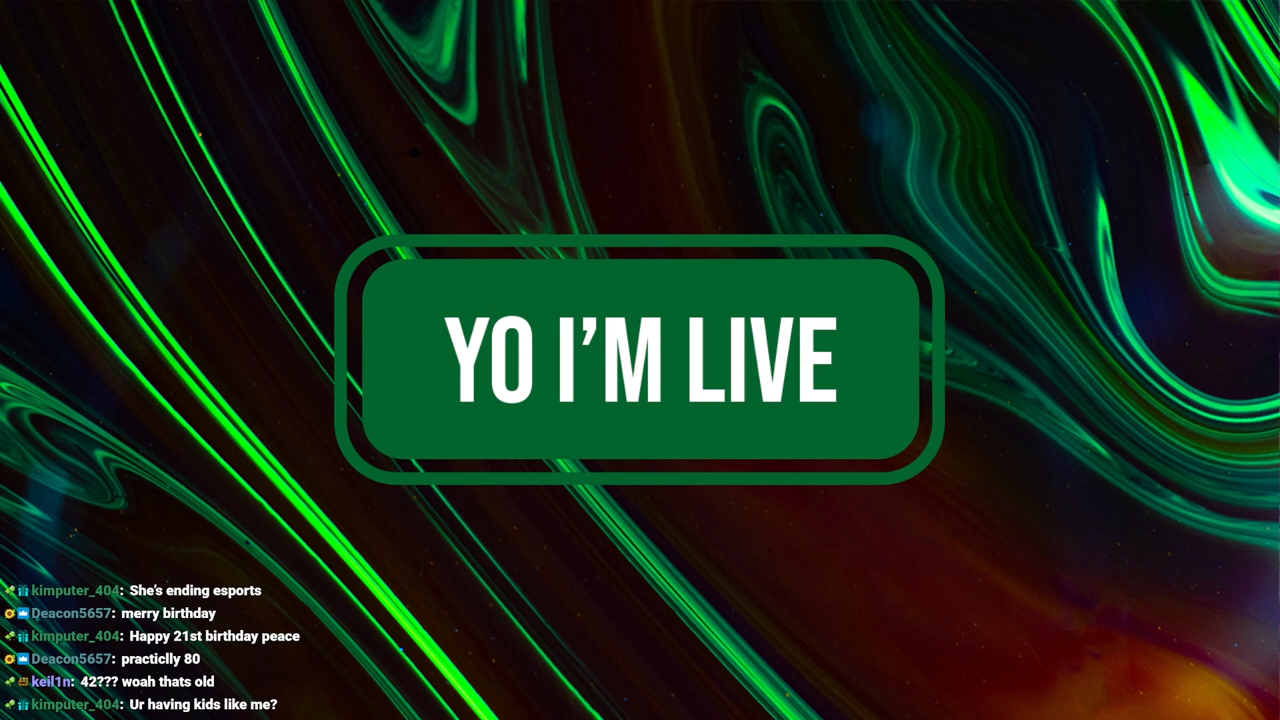 YO I’M LIVE
kimputer_404: She’s ending esports
Deacon5657: merry birthday
kimputer_404: Happy 21st birthday peace
Deacon5657: practiclly 80
keil1n: 42??? woah thats old
kimputer_404: Ur having kids like me?